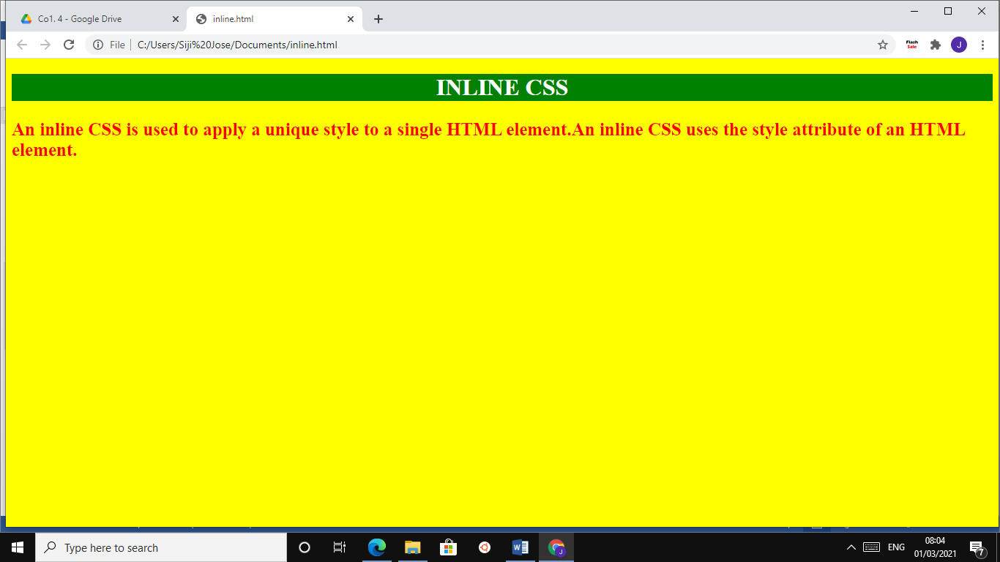 Co1. 4 - Google Drive
inline.html
File
C:/Users/Siji%20Jose/Documents/inline.html
Flash
Sale
J
INLINE CSS
An inline CSS is used to apply a unique style to a single HTML element.An inline CSS uses the style attribute of an HTML
element.
Type here to search
W
J
ENG
08:04
01/03/2021
7